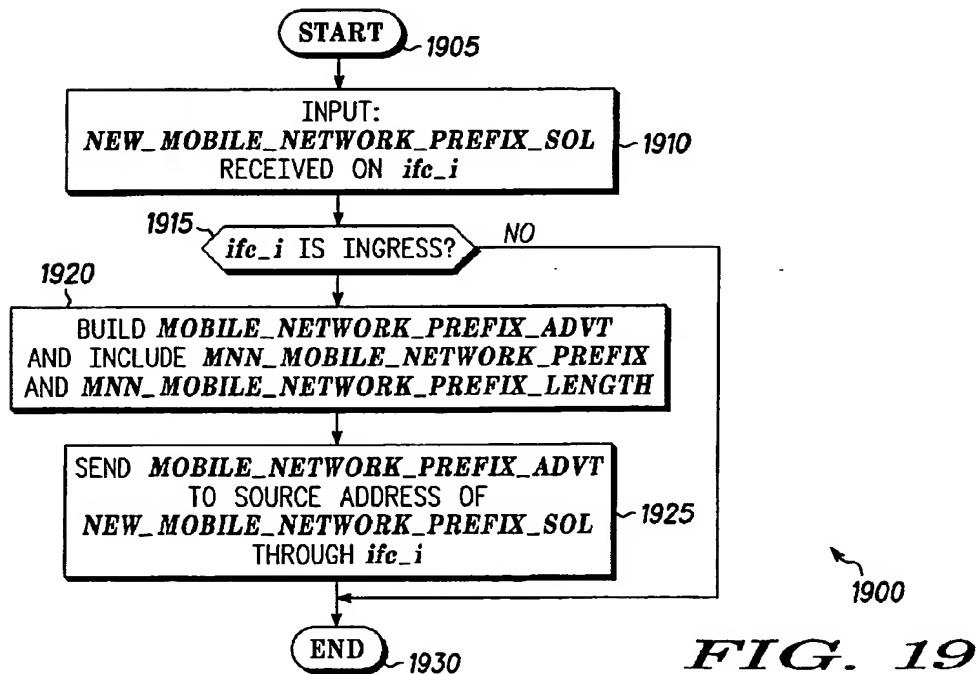 START
1905
INPUT:
NEW_MOBILE_NETWORK_PREFIX_SOL
RECEIVED ON ifc_i
1910
1915
ifc_i IS INGRESS?
NO
1920
BUILD MOBILE_NETWORK_PREFIX_ADVT
AND INCLUDE MNN_MOBILE_NETWORK_PREFIX
AND MNN_MOBILE_NETWORK_PREFIX_LENGTH
SEND MOBILE_NETWORK_PREFIX_ADVT
TO SOURCE ADDRESS OF
NEW_MOBILE_NETWORK_PREFIX_SOL
THROUGH ifc_i
1925
1900
END
1930
FIG. 19